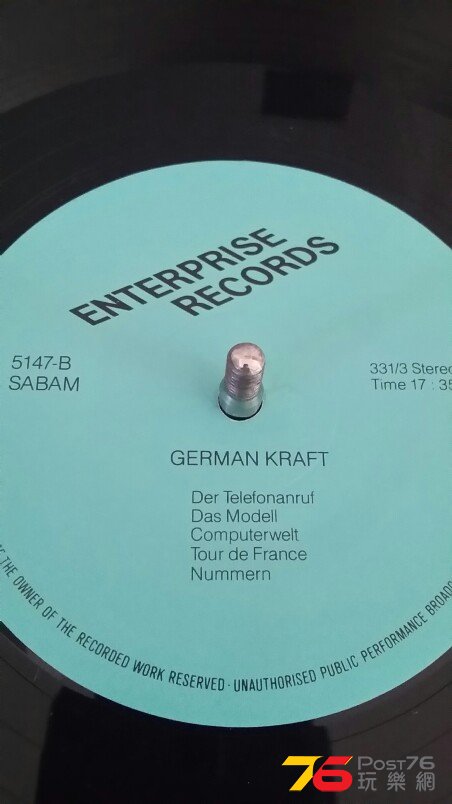 ENTERPRISE
RECORDS
5147-B
SABAM
331/3 Stereo
Time 17 : 35
GERMAN KRAFT
Der Telefonanruf
Das Modell
Computerwelt
Tour de France
Nummern
THE OWNER OF THE RECORDED WORK RESERVED · UNAUTHORISED PUBLIC PERFORMANCE
76 Post76
玩樂網